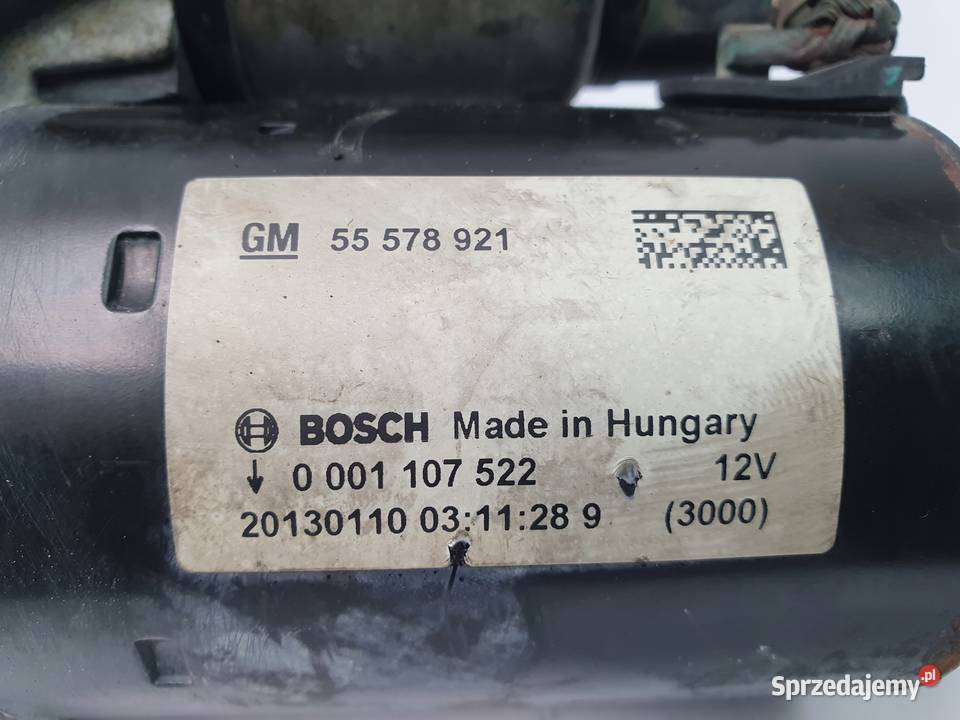 GM 55 578 921
BOSCH Made in Hungary
↓ 0 001 107 522 12V
20130110 03:11:28 9 (3000)
Sprzedajemy.pl